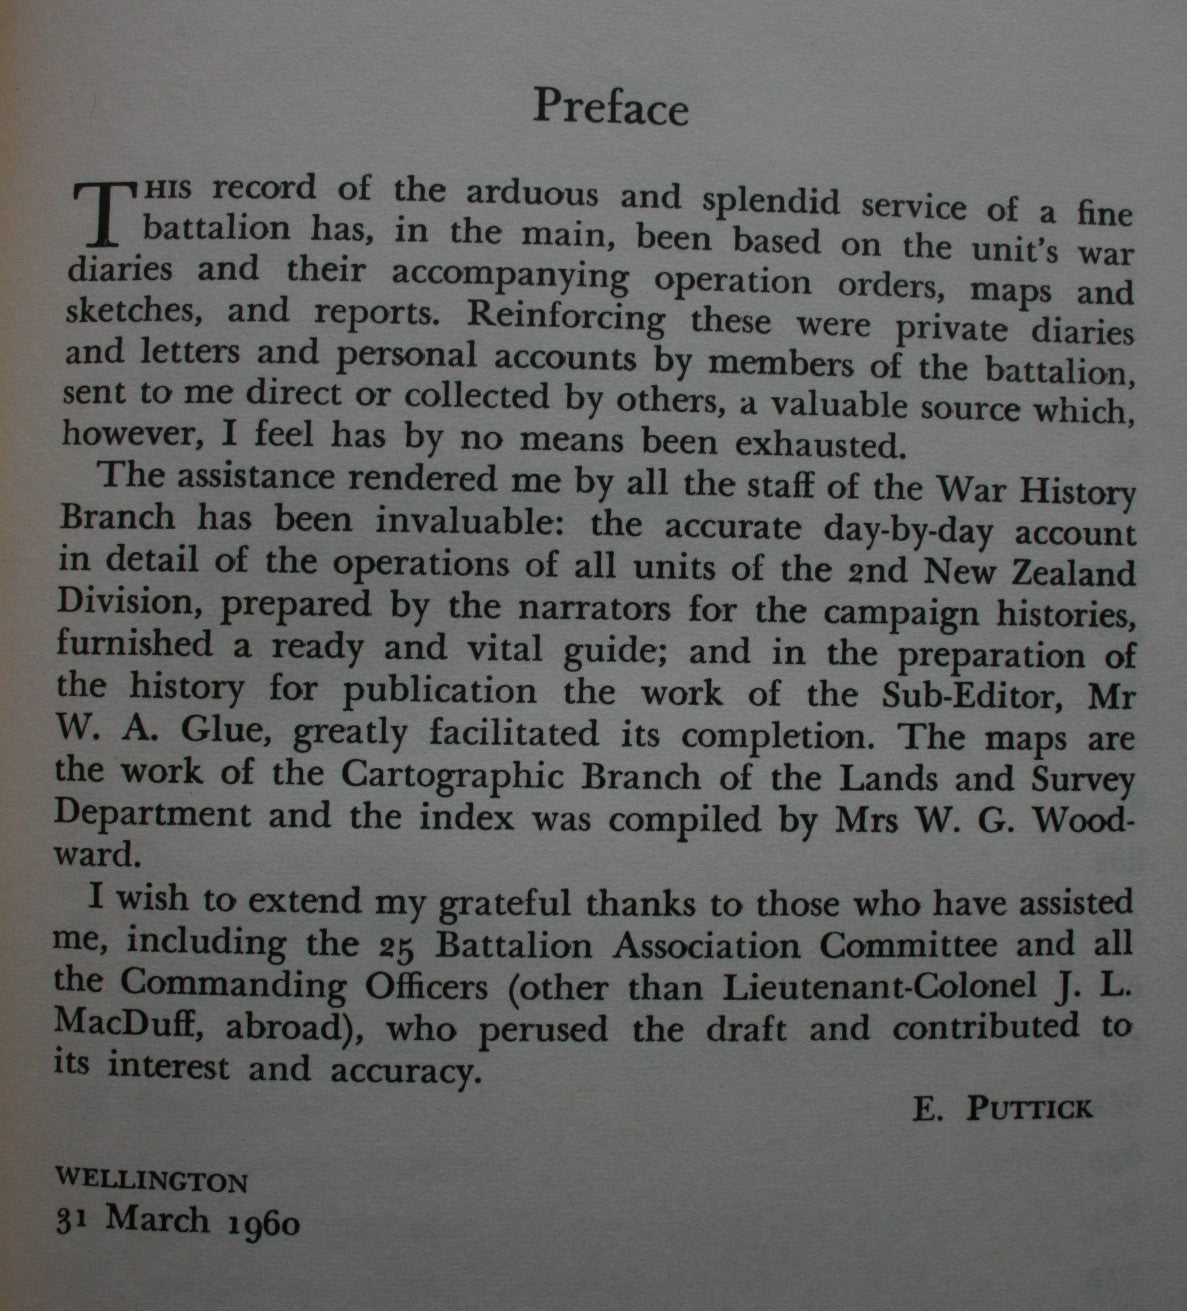 Preface
THIS record of the arduous and splendid service of a fine
battalion has, in the main, been based on the unit's war
diaries and their accompanying operation orders, maps and
sketches, and reports. Reinforcing these were private diaries
and letters and personal accounts by members of the battalion,
sent to me direct or collected by others, a valuable source which,
however, I feel has by no means been exhausted.
The assistance rendered me by all the staff of the War History
Branch has been invaluable: the accurate day-by-day account
in detail of the operations of all units of the 2nd New Zealand
Division, prepared by the narrators for the campaign histories,
furnished a ready and vital guide; and in the preparation of
the history for publication the work of the Sub-Editor, Mr
W. A. Glue, greatly facilitated its completion. The maps are
the work of the Cartographic Branch of the Lands and Survey
Department and the index was compiled by Mrs W. G. Wood-
ward.
I wish to extend my grateful thanks to those who have assisted
me, including the 25 Battalion Association Committee and all
the Commanding Officers (other than Lieutenant-Colonel J. L.
MacDuff, abroad), who perused the draft and contributed to
its interest and accuracy.
E. PUTTICK
WELLINGTON
31 March 1960